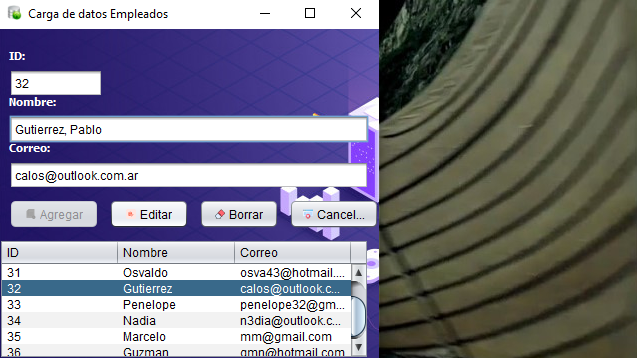 Carga de datos Empleados
ID:
32
Nombre:
Gutierrez, Pablo
Correo:
calos@outlook.com.ar
Agregar Editar Borrar Cancel...
ID Nombre Correo
31 Osvaldo osva43@hotmail....
32 Gutierrez calos@outlook.c...
33 Penelope penelope32@gm...
34 Nadia n3dia@outlook.c...
35 Marcelo mm@gmail.com
36 Guzman gmn@hotmail.com